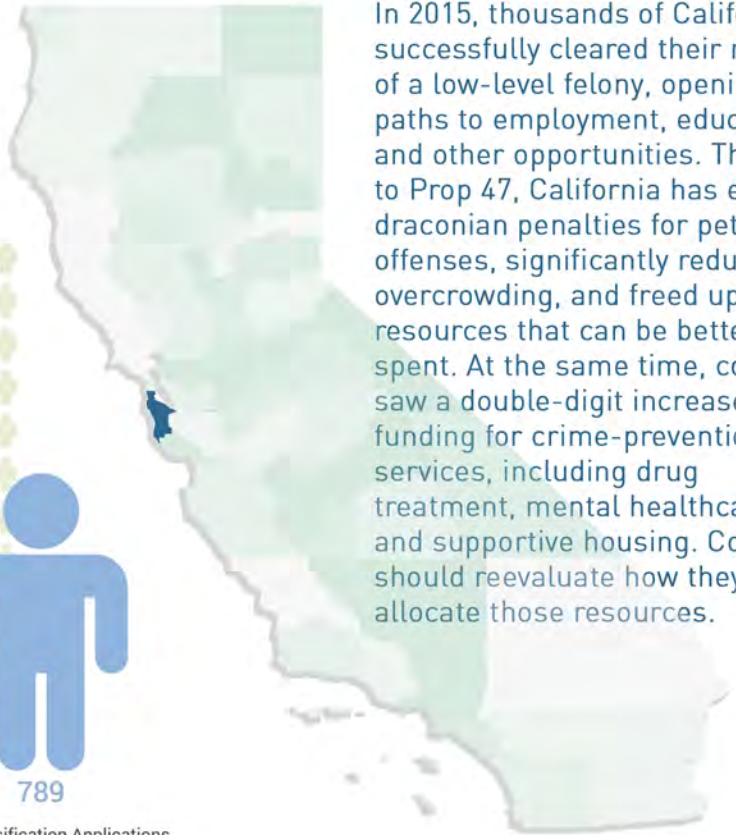 In 2015, thousands of Calif
successfully cleared their r
of a low-level felony, openi
paths to employment, educ
and other opportunities. Th
to Prop 47, California has e
draconian penalties for pet
offenses, significantly redu
overcrowding, and freed up
resources that can be bette
spent. At the same time, co
saw a double-digit increase
funding for crime-preventio
services, including drug
treatment, mental healthca
and supportive housing. Co
should reevaluate how they
allocate those resources.
789
sification Applications